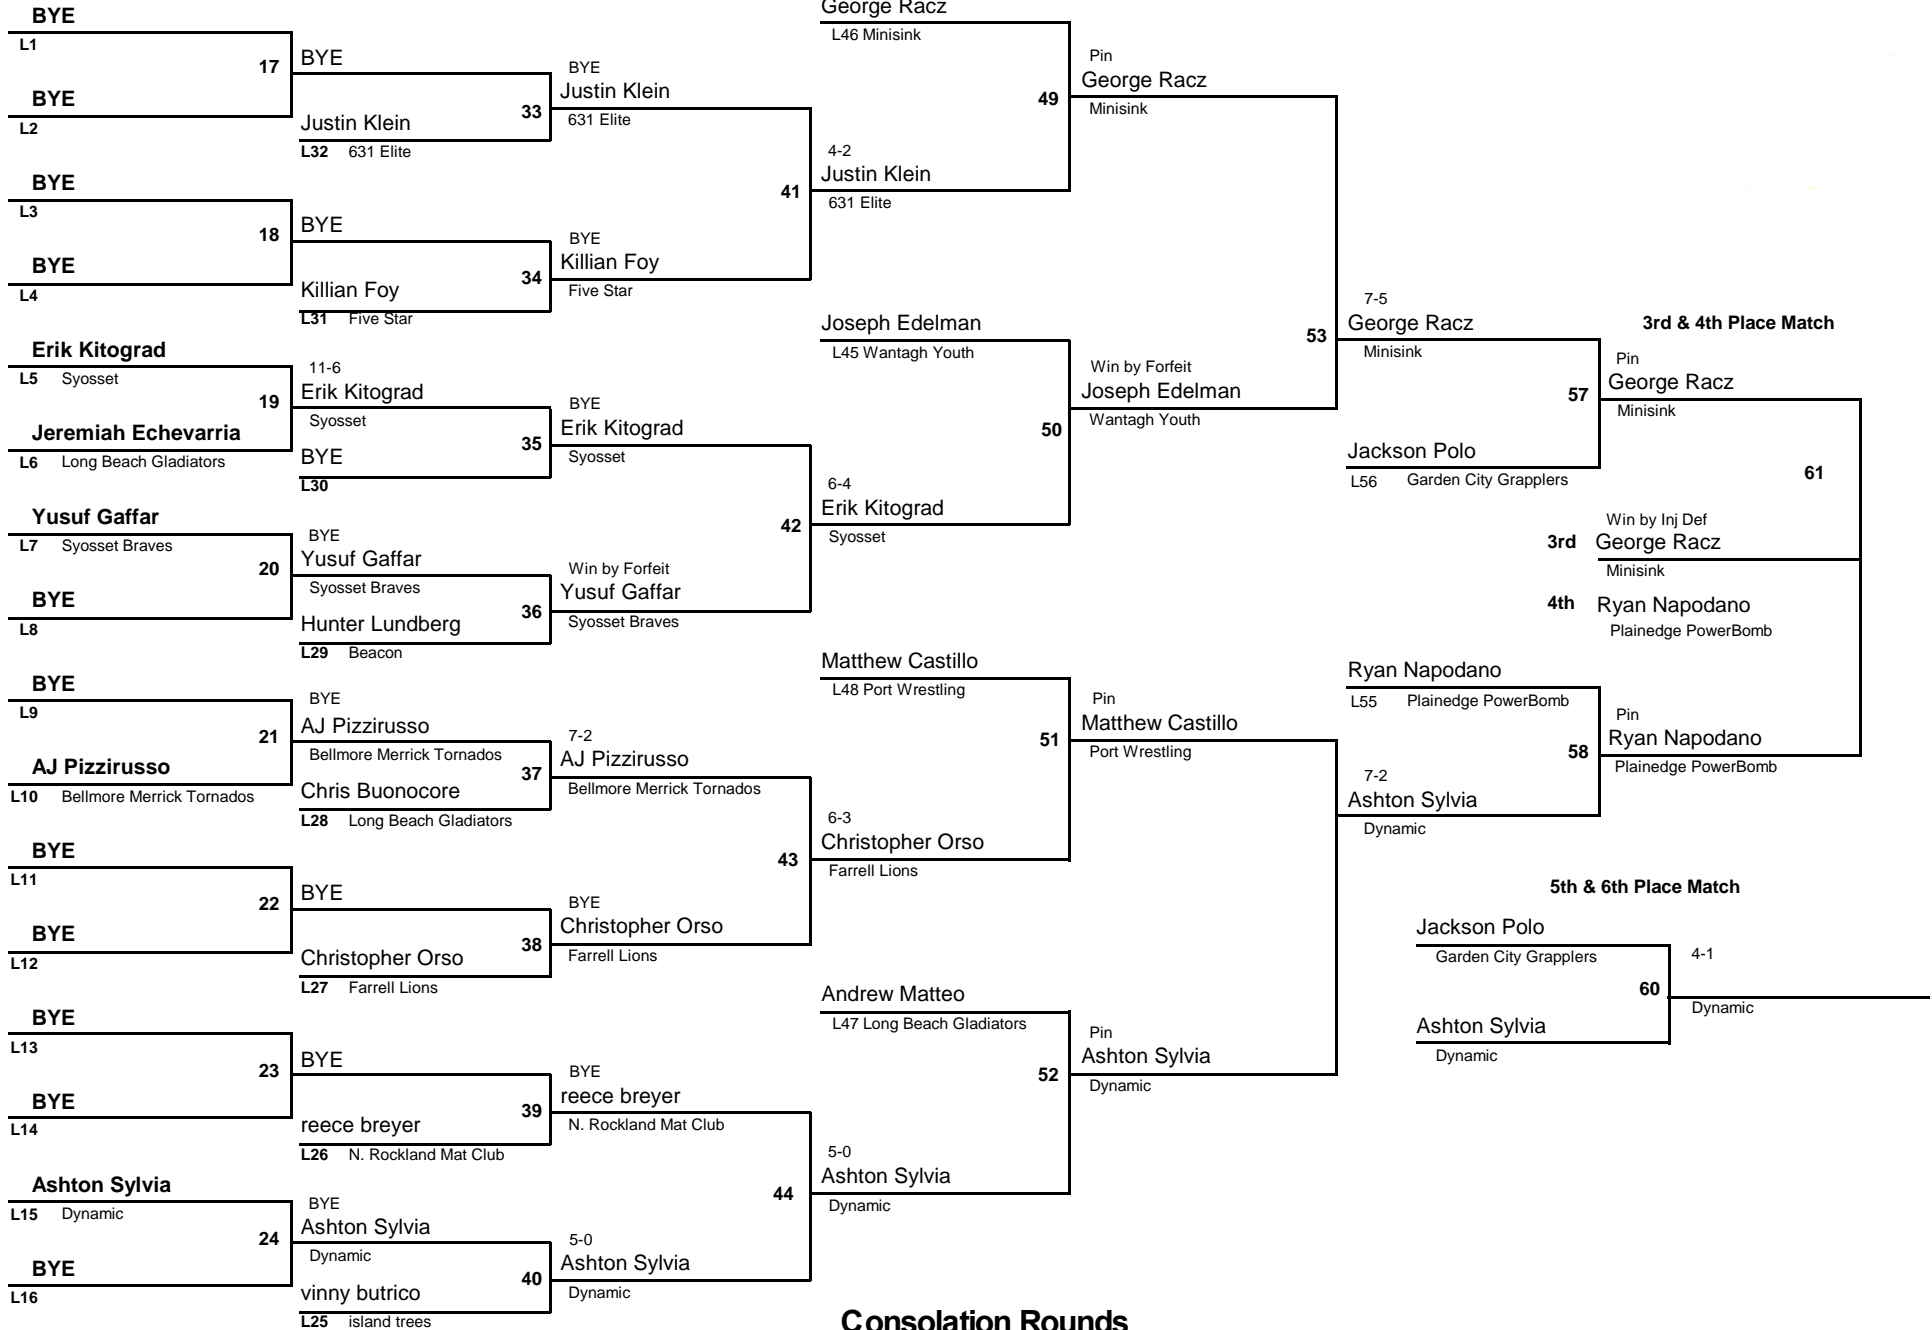 BYE
L1
17
BYE
L2
BYE
L3
18
BYE
L4
Erik Kitograd
L5 Syosset
19
Jeremiah Echevarria
L6 Long Beach Gladiators
Yusuf Gaffar
L7 Syosset Braves
20
BYE
L8
BYE
L9
21
AJ Pizzirusso
L10 Bellmore Merrick Tornados
BYE
L11
22
BYE
L12
BYE
L13
23
BYE
L14
Ashton Sylvia
L15 Dynamic
24
BYE
L16
BYE
33
Justin Klein
L32 631 Elite
BYE
34
Killian Foy
L31 Five Star
11-6
Erik Kitograd
Syosset
35
BYE
L30
BYE
Yusuf Gaffar
Syosset Braves
36
Hunter Lundberg
L29 Beacon
BYE
AJ Pizzirusso
Bellmore Merrick Tornados
37
Chris Buonocore
L28 Long Beach Gladiators
BYE
38
Christopher Orso
L27 Farrell Lions
BYE
39
reece breyer
L26 N. Rockland Mat Club
BYE
Ashton Sylvia
Dynamic
40
vinny butrico
L25 island trees
BYE
Justin Klein
631 Elite
41
BYE
Killian Foy
Five Star
BYE
Erik Kitograd
Syosset
42
Win by Forfeit
Yusuf Gaffar
Syosset Braves
7-2
AJ Pizzirusso
Bellmore Merrick Tornados
43
BYE
Christopher Orso
Farrell Lions
BYE
reece breyer
N. Rockland Mat Club
44
5-0
Ashton Sylvia
Dynamic
George Racz
L46 Minisink
49
4-2
Justin Klein
631 Elite
Joseph Edelman
L45 Wantagh Youth
50
6-4
Erik Kitograd
Syosset
Matthew Castillo
L48 Port Wrestling
51
6-3
Christopher Orso
Farrell Lions
Andrew Matteo
L47 Long Beach Gladiators
52
5-0
Ashton Sylvia
Dynamic
Pin
George Racz
Minisink
53
Win by Forfeit
Joseph Edelman
Wantagh Youth
Pin
Matthew Castillo
Port Wrestling
Pin
Ashton Sylvia
Dynamic
7-5
George Racz
Minisink
57
Jackson Polo
L56 Garden City Grapplers
Ryan Napodano
L55 Plainedge PowerBomb
58
7-2
Ashton Sylvia
Dynamic
3rd & 4th Place Match
Pin
George Racz
Minisink
61
Win by Inj Def
3rd George Racz
Minisink
4th Ryan Napodano
Plainedge PowerBomb
Pin
Ryan Napodano
Plainedge PowerBomb
5th & 6th Place Match
Jackson Polo
Garden City Grapplers
4-1
60
Dynamic
Ashton Sylvia
Dynamic
Consolation Rounds